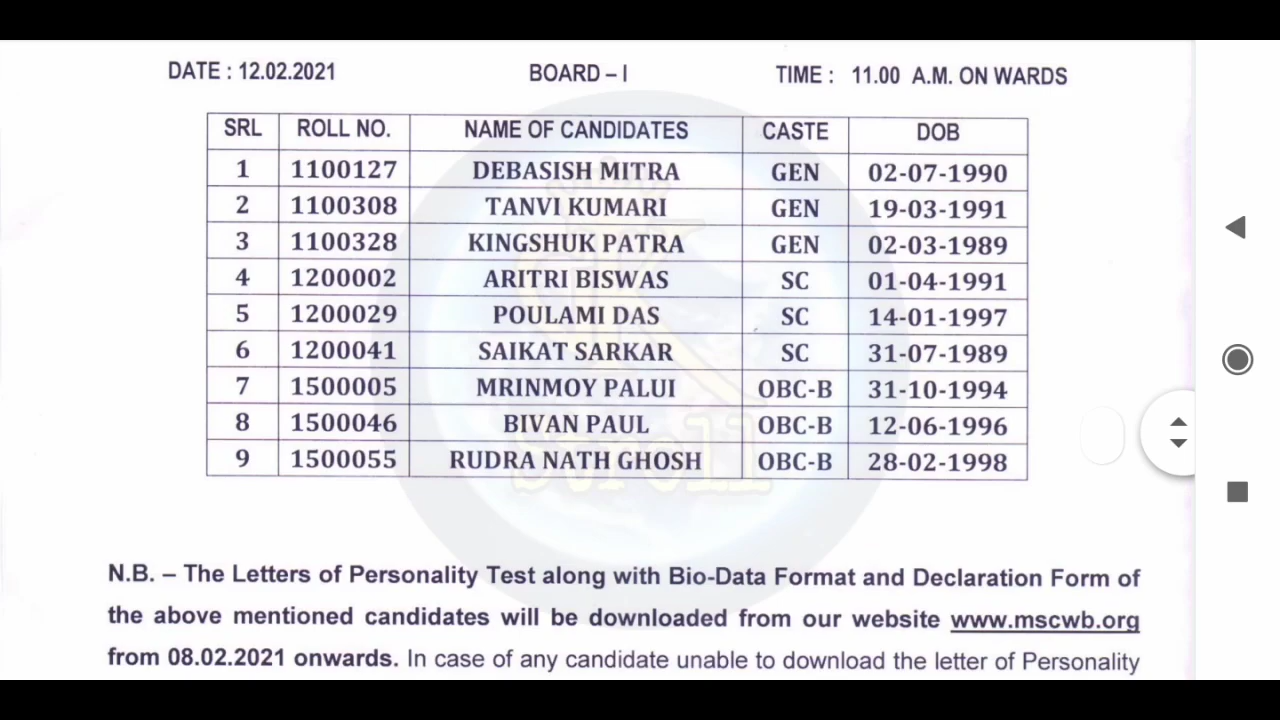 DATE : 12.02.2021 BOARD – I TIME : 11.00 A.M. ON WARDS
SRL ROLL NO. NAME OF CANDIDATES CASTE DOB
1 1100127 DEBASISH MITRA GEN 02-07-1990
2 1100308 TANVI KUMARI GEN 19-03-1991
3 1100328 KINGSHUK PATRA GEN 02-03-1989
4 1200002 ARITRI BISWAS SC 01-04-1991
5 1200029 POULAMI DAS SC 14-01-1997
6 1200041 SAIKAT SARKAR SC 31-07-1989
7 1500005 MRINMOY PALUI OBC-B 31-10-1994
8 1500046 BIVAN PAUL OBC-B 12-06-1996
9 1500055 RUDRA NATH GHOSH OBC-B 28-02-1998
Stroll
N.B. – The Letters of Personality Test along with Bio-Data Format and Declaration Form of
the above mentioned candidates will be downloaded from our website www.mscwb.org
from 08.02.2021 onwards. In case of any candidate unable to download the letter of Personality